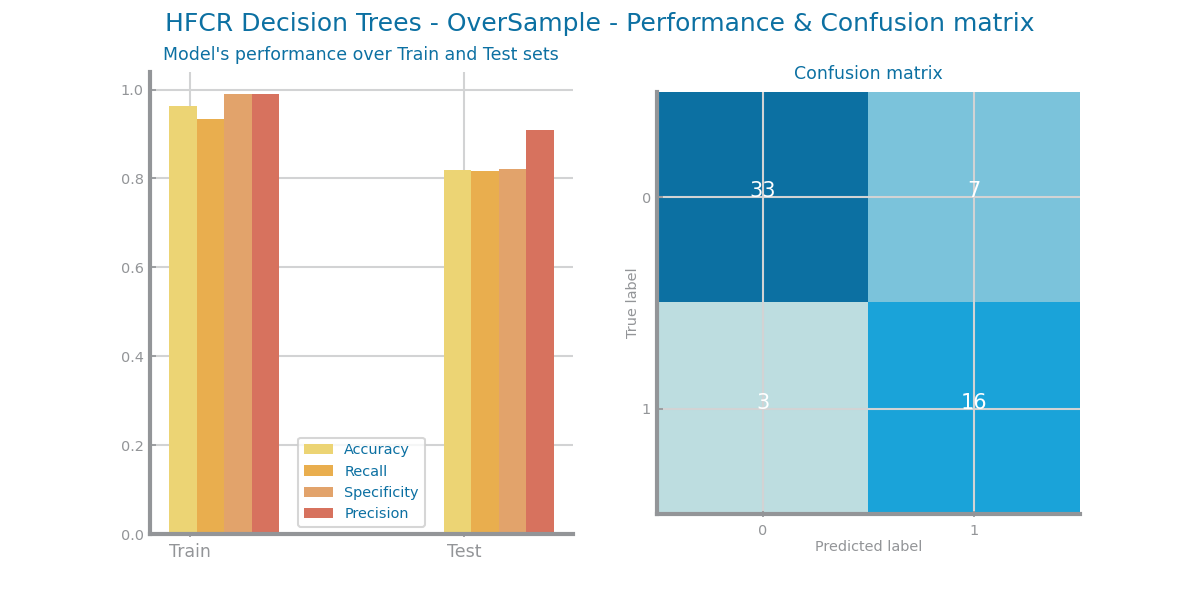 HFCR Decision Trees - OverSample - Performance & Confusion matrix
Model's performance over Train and Test sets
1.0
0.8
0.6
0.4
0.2
0.0
Train
Test
Accuracy
Recall
Specificity
Precision
Confusion matrix
True label
0
1
33
7
3
16
0
1
Predicted label